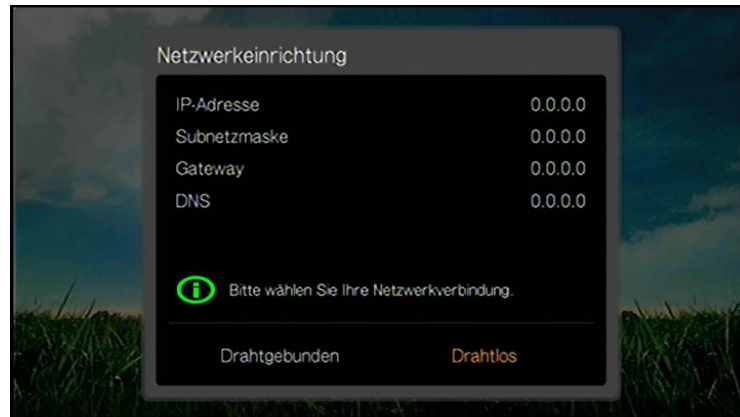 Netzwerkeinrichtung
IP-Adresse 0.0.0.0
Subnetzmaske 0.0.0.0
Gateway 0.0.0.0
DNS 0.0.0.0
Bitte wählen Sie Ihre Netzwerkverbindung.
Drahtgebunden Drahtlos